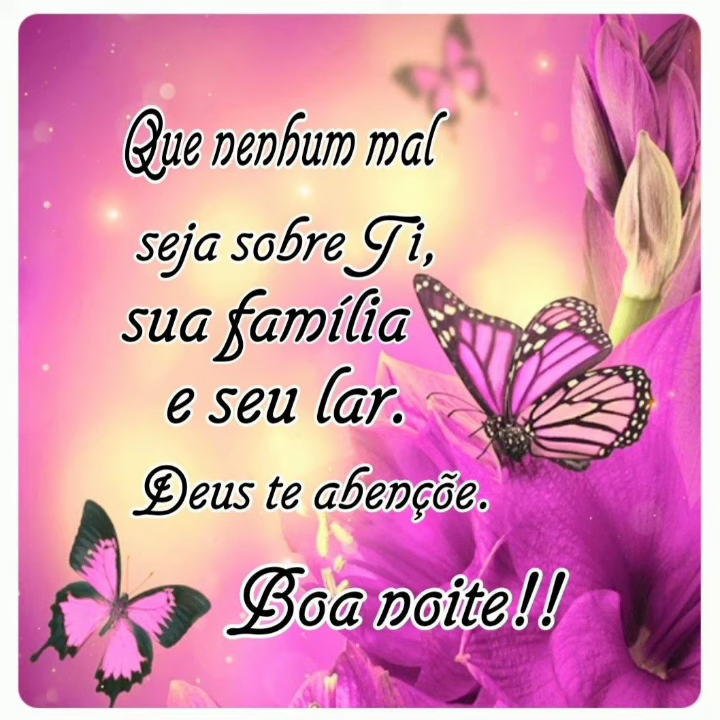 Que nenhum mal
seja sobre Ti,
sua família
e seu lar.
Deus te abençõe.
Boa noite!!